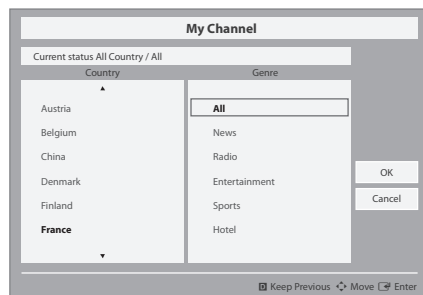 My Channel
Current status All Country / All
Country
Genre
Austria
Belgium
China
Denmark
Finland
France
All
News
Radio
Entertainment
Sports
Hotel
OK
Cancel
D Keep Previous Move Enter